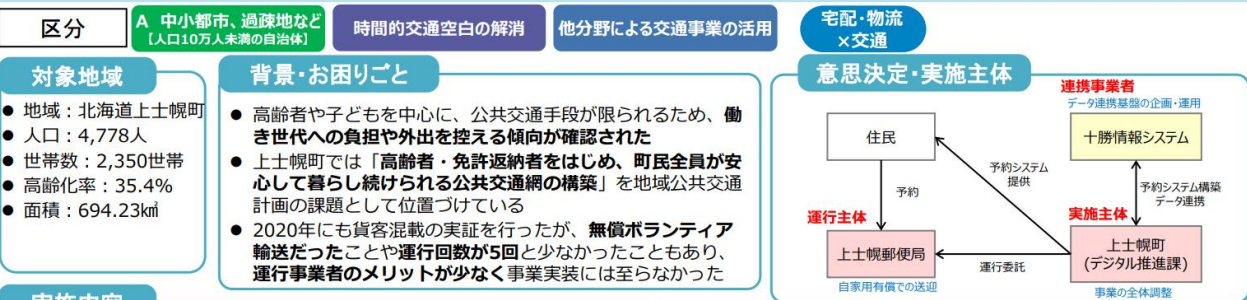 区分
A 中小都市、過疎地など
【人口10万人未満の自治体】
時間的交通空白の解消
他分野による交通事業の活用
宅配・物流
×交通
対象地域
● 地域：北海道上士幌町
● 人口：4,778人
● 世帯数：2,350世帯
● 高齢化率：35.4%
● 面積：694.23㎢
背景・お困りごと
● 高齢者や子どもを中心に、公共交通手段が限られるため、働
き世代への負担や外出を控える傾向が確認された
● 上士幌町では「高齢者・免許返納者をはじめ、町民全員が安
心して暮らし続けられる公共交通網の構築」を地域公共交通
計画の課題として位置づけている
● 2020年にも貨客混載の実証を行ったが、無償ボランティア
輸送だったことや運行回数が5回と少なかったこともあり、
運行事業者のメリットが少なく事業実装には至らなかった
意思決定・実施主体
連携事業者
データ連携基盤の企画・運用
住民
十勝情報システム
予約システム
提供
予約
予約システム構築
データ連携
運行主体
実施主体
上士幌郵便局
上士幌町
(デジタル推進課)
運行委託
自家用有償での送迎
事業の全体調整